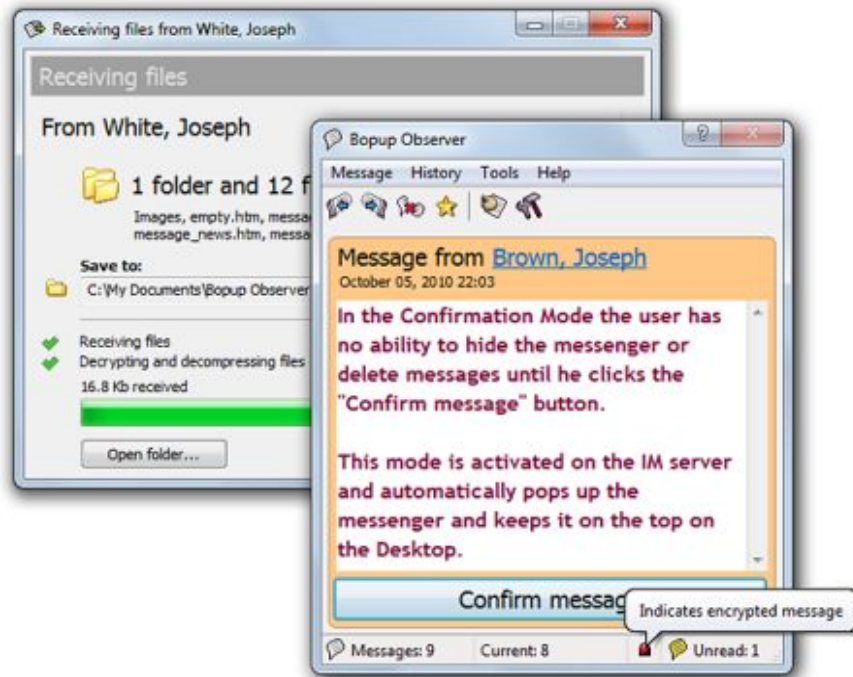 Receiving files from White, Joseph
Receiving files
From White, Joseph
1 folder and 12 f
Images, empty.htm, messa
message_news.htm, messa
Save to:
C:\My Documents\Bopup Observer
Receiving files
Decrypting and decompressing files
16.8 Kb received
Open folder...
Bopup Observer
Message History Tools Help
Message from Brown, Joseph
October 05, 2010 22:03
In the Confirmation Mode the user has
no ability to hide the messenger or
delete messages until he clicks the
"Confirm message" button.
This mode is activated on the IM server
and automatically pops up the
messenger and keeps it on the top on
the Desktop.
Confirm messag
Indicates encrypted message
Messages: 9 Current: 8 Unread: 1